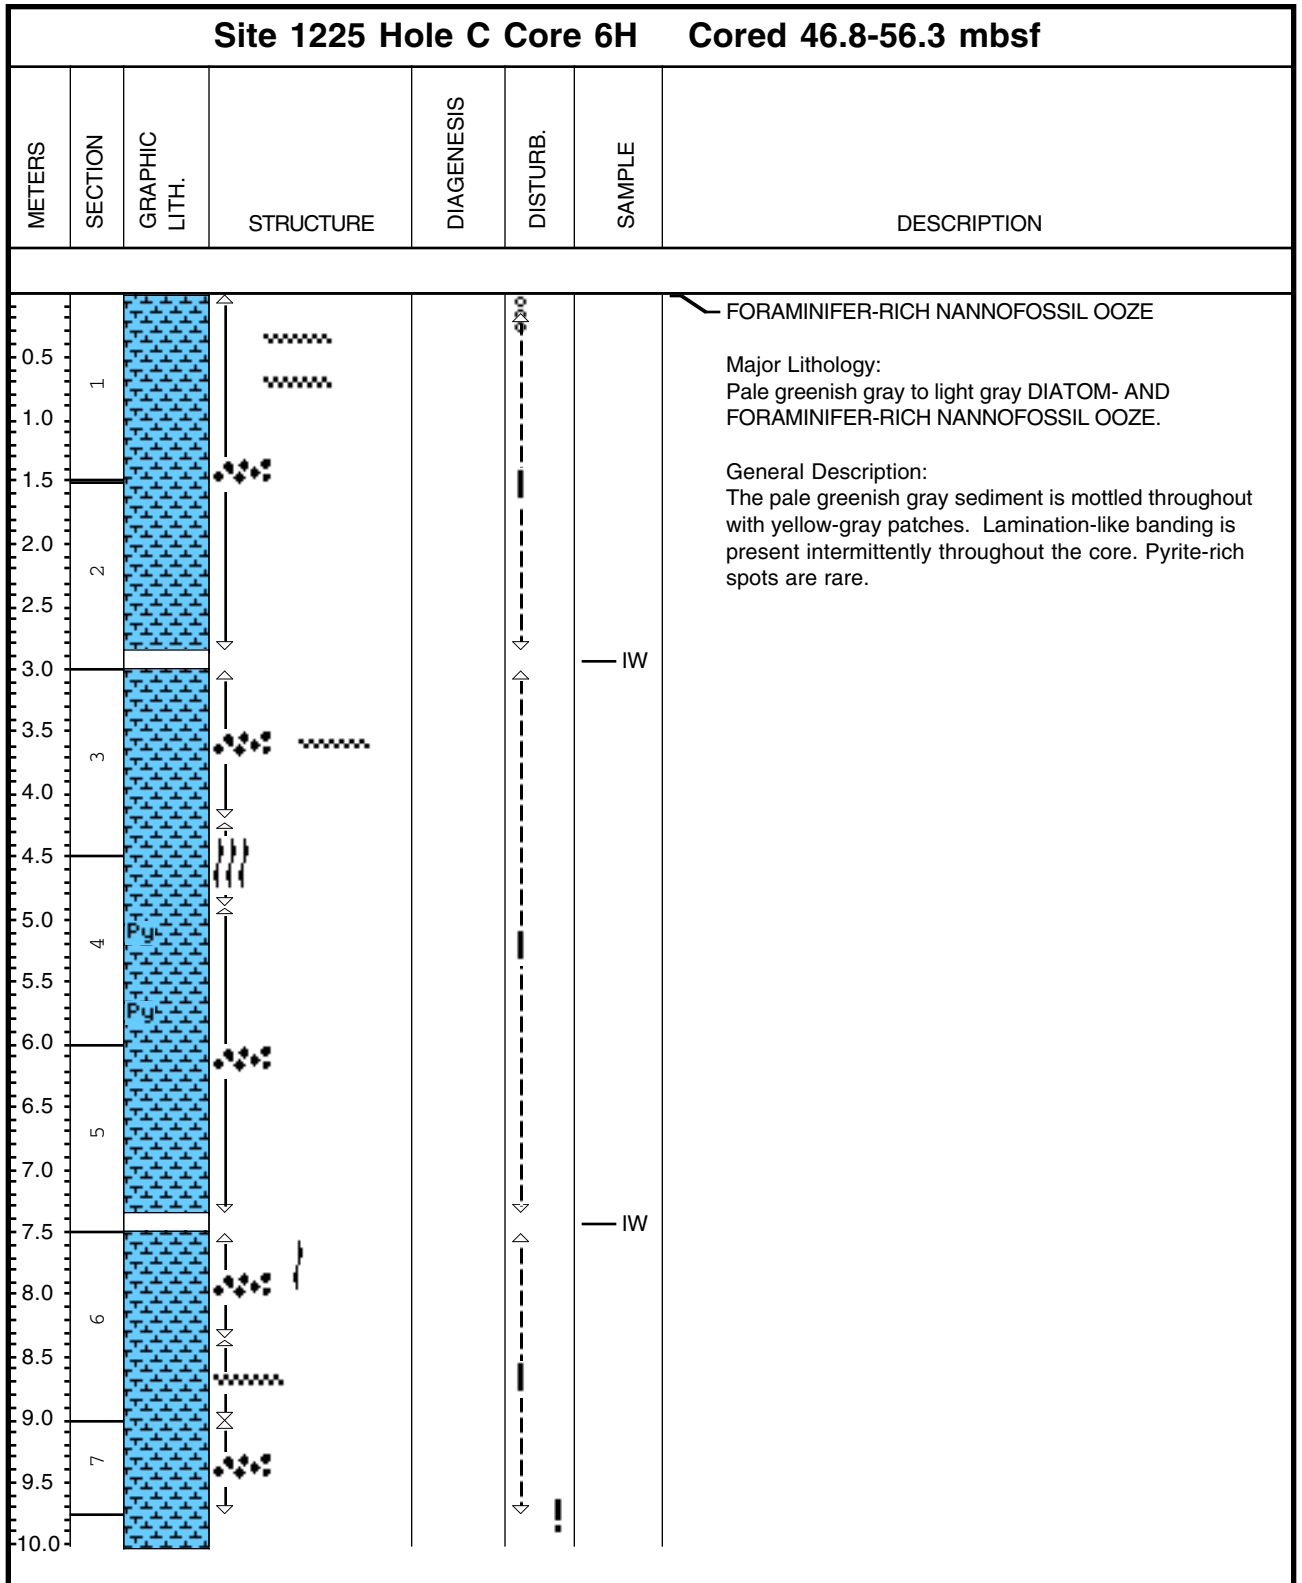 Site 1225 Hole C Core 6H Cored 46.8-56.3 mbsf
METERS
SECTION
GRAPHIC
LITH.
STRUCTURE
DIAGENESIS
DISTURB.
SAMPLE
DESCRIPTION
FORAMINIFER-RICH NANNOFOSSIL OOZE
Major Lithology:
Pale greenish gray to light gray DIATOM- AND
FORAMINIFER-RICH NANNOFOSSIL OOZE.
General Description:
The pale greenish gray sediment is mottled throughout
with yellow-gray patches. Lamination-like banding is
present intermittently throughout the core. Pyrite-rich
spots are rare.
0.5
1
1.0
1.5
2.0
2
2.5
3.0
IW
3.5
3
4.0
4.5
5.0
Py
4
5.5
Py
6.0
6.5
5
7.0
7.5
IW
8.0
6
8.5
9.0
7
9.5
10.0